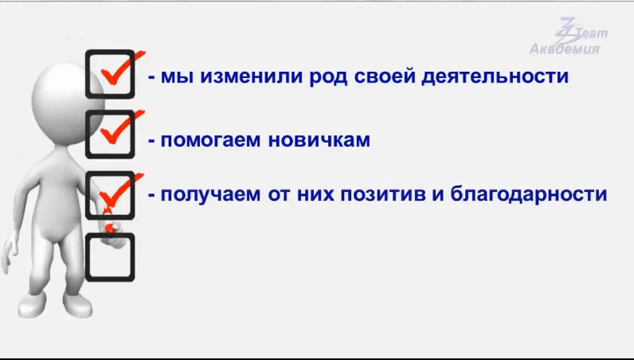 Team
Академия
- мы изменили род своей деятельности
- помогаем новичкам
- получаем от них позитив и благодарности